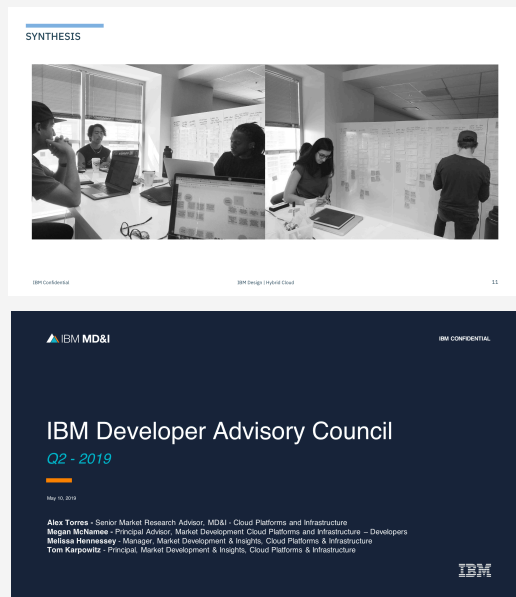 SYNTHESIS
IBM Confidential
IBM Design | Hybrid Cloud
11
IBM MD&I
IBM CONFIDENTIAL
IBM Developer Advisory Council
Q2 - 2019
May 10, 2019
Alex Torres - Senior Market Research Advisor, MD&I - Cloud Platforms and Infrastructure
Megan McNamee - Principal Advisor, Market Development Cloud Platforms and Infrastructure – Developers
Melissa Hennessey - Manager, Market Development & Insights, Cloud Platforms & Infrastructure
Tom Karpowitz - Principal, Market Development & Insights, Cloud Platforms & Infrastructure
IBM